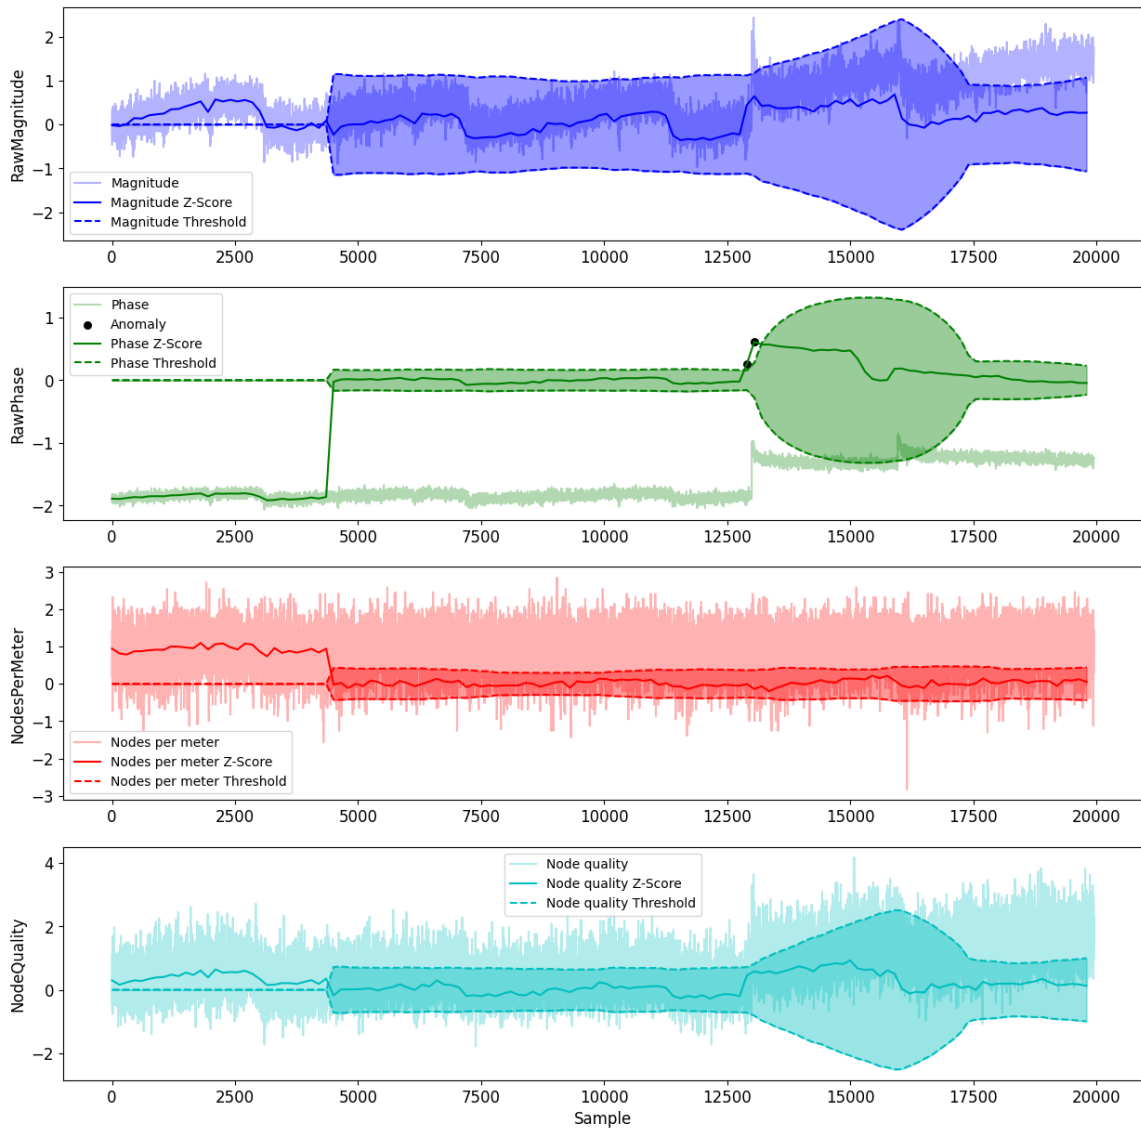 2
1
0
−1
−2
RawMagnitude
Magnitude
Magnitude Z-Score
Magnitude Threshold
0 2500 5000 7500 10000 12500 15000 17500 20000
1
0
−1
−2
RawPhase
Phase
Anomaly
Phase Z-Score
Phase Threshold
0 2500 5000 7500 10000 12500 15000 17500 20000
3
2
1
0
−1
−2
−3
NodesPerMeter
Nodes per meter
Nodes per meter Z-Score
Nodes per meter Threshold
0 2500 5000 7500 10000 12500 15000 17500 20000
4
2
0
−2
NodeQuality
Node quality
Node quality Z-Score
Node quality Threshold
0 2500 5000 7500 10000 12500 15000 17500 20000
Sample